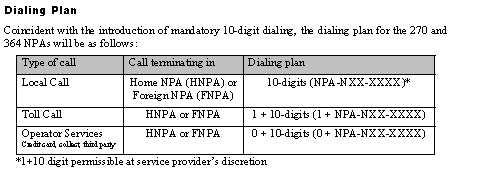 Dialing Plan
Coincident with the introduction of mandatory 10-digit dialing, the dialing plan for the 270 and
364 NPAs will be as follows:
Type of call Call terminating in Dialing plan
Local Call Home NPA (HNPA) or 10-digits (NPA-NXX-XXXX)*
Foreign NPA (FNPA)
Toll Call HNPA or FNPA 1 + 10-digits (1 + NPA-NXX-XXXX)
Operator Services HNPA or FNPA 0 + 10-digits (0 + NPA-NXX-XXXX)
Credit card, collect, third party
*1+10 digit permissible at service provider's discretion